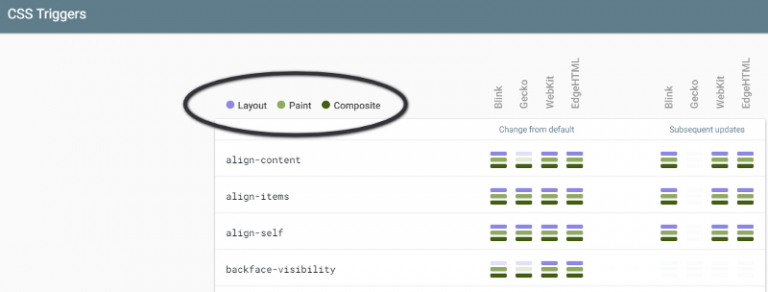 CSS Triggers
Layout Paint Composite
Blink Gecko WebKit EdgeHTML Blink Gecko WebKit EdgeHTML
Change from default Subsequent updates
align-content
align-items
align-self
backface-visibility